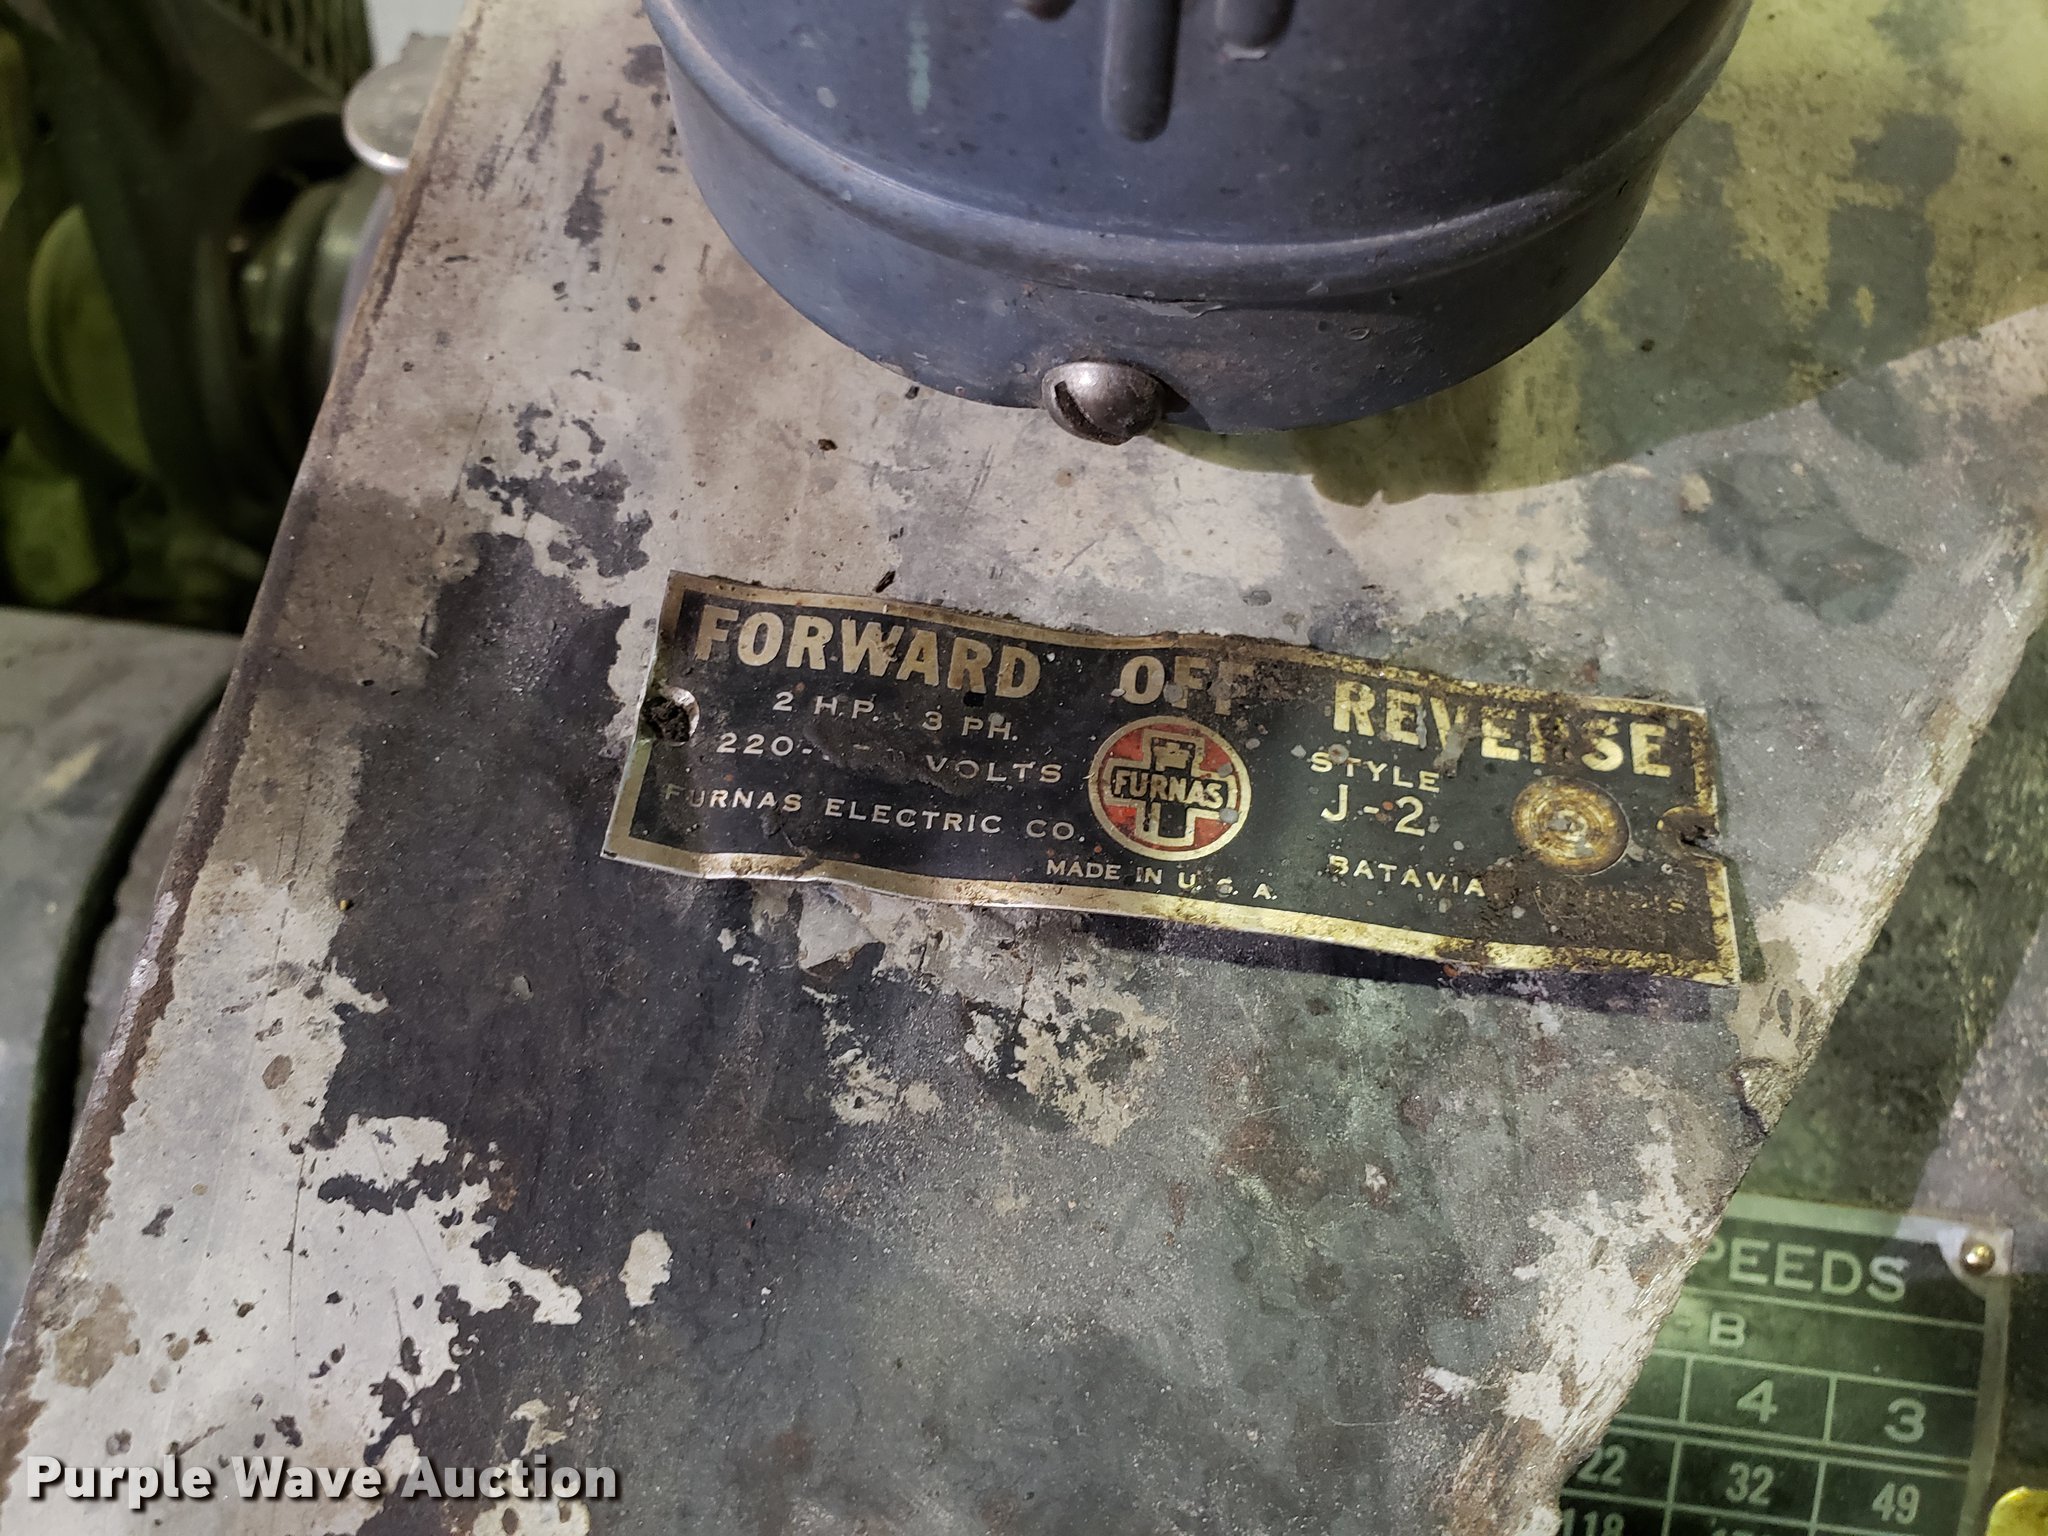 FORWARD OFF REVERSE
2 H.P. 3 PH.
220- VOLTS
FURNAS ELECTRIC CO.
FURNAS
STYLE
J-2
MADE IN U.S.A.
BATAVIA
PEEDS
-B
4 3
22 32 49
118
Purple Wave Auction